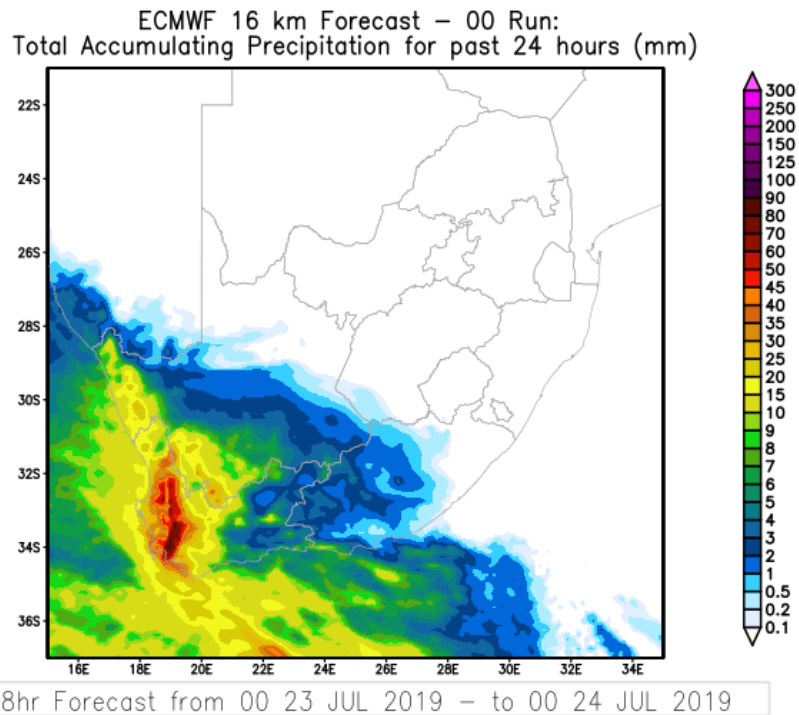 ECMWF 16 km Forecast – 00 Run:
Total Accumulating Precipitation for past 24 hours (mm)
22S
24S
26S
28S
30S
32S
34S
36S
16E 18E 20E 22E 24E 26E 28E 30E 32E 34E
300
250
200
150
125
100
90
80
70
60
50
45
40
35
30
25
20
15
10
9
8
7
6
5
4
3
2
1
0.5
0.2
0.1
8hr Forecast from 00 23 JUL 2019 – to 00 24 JUL 2019